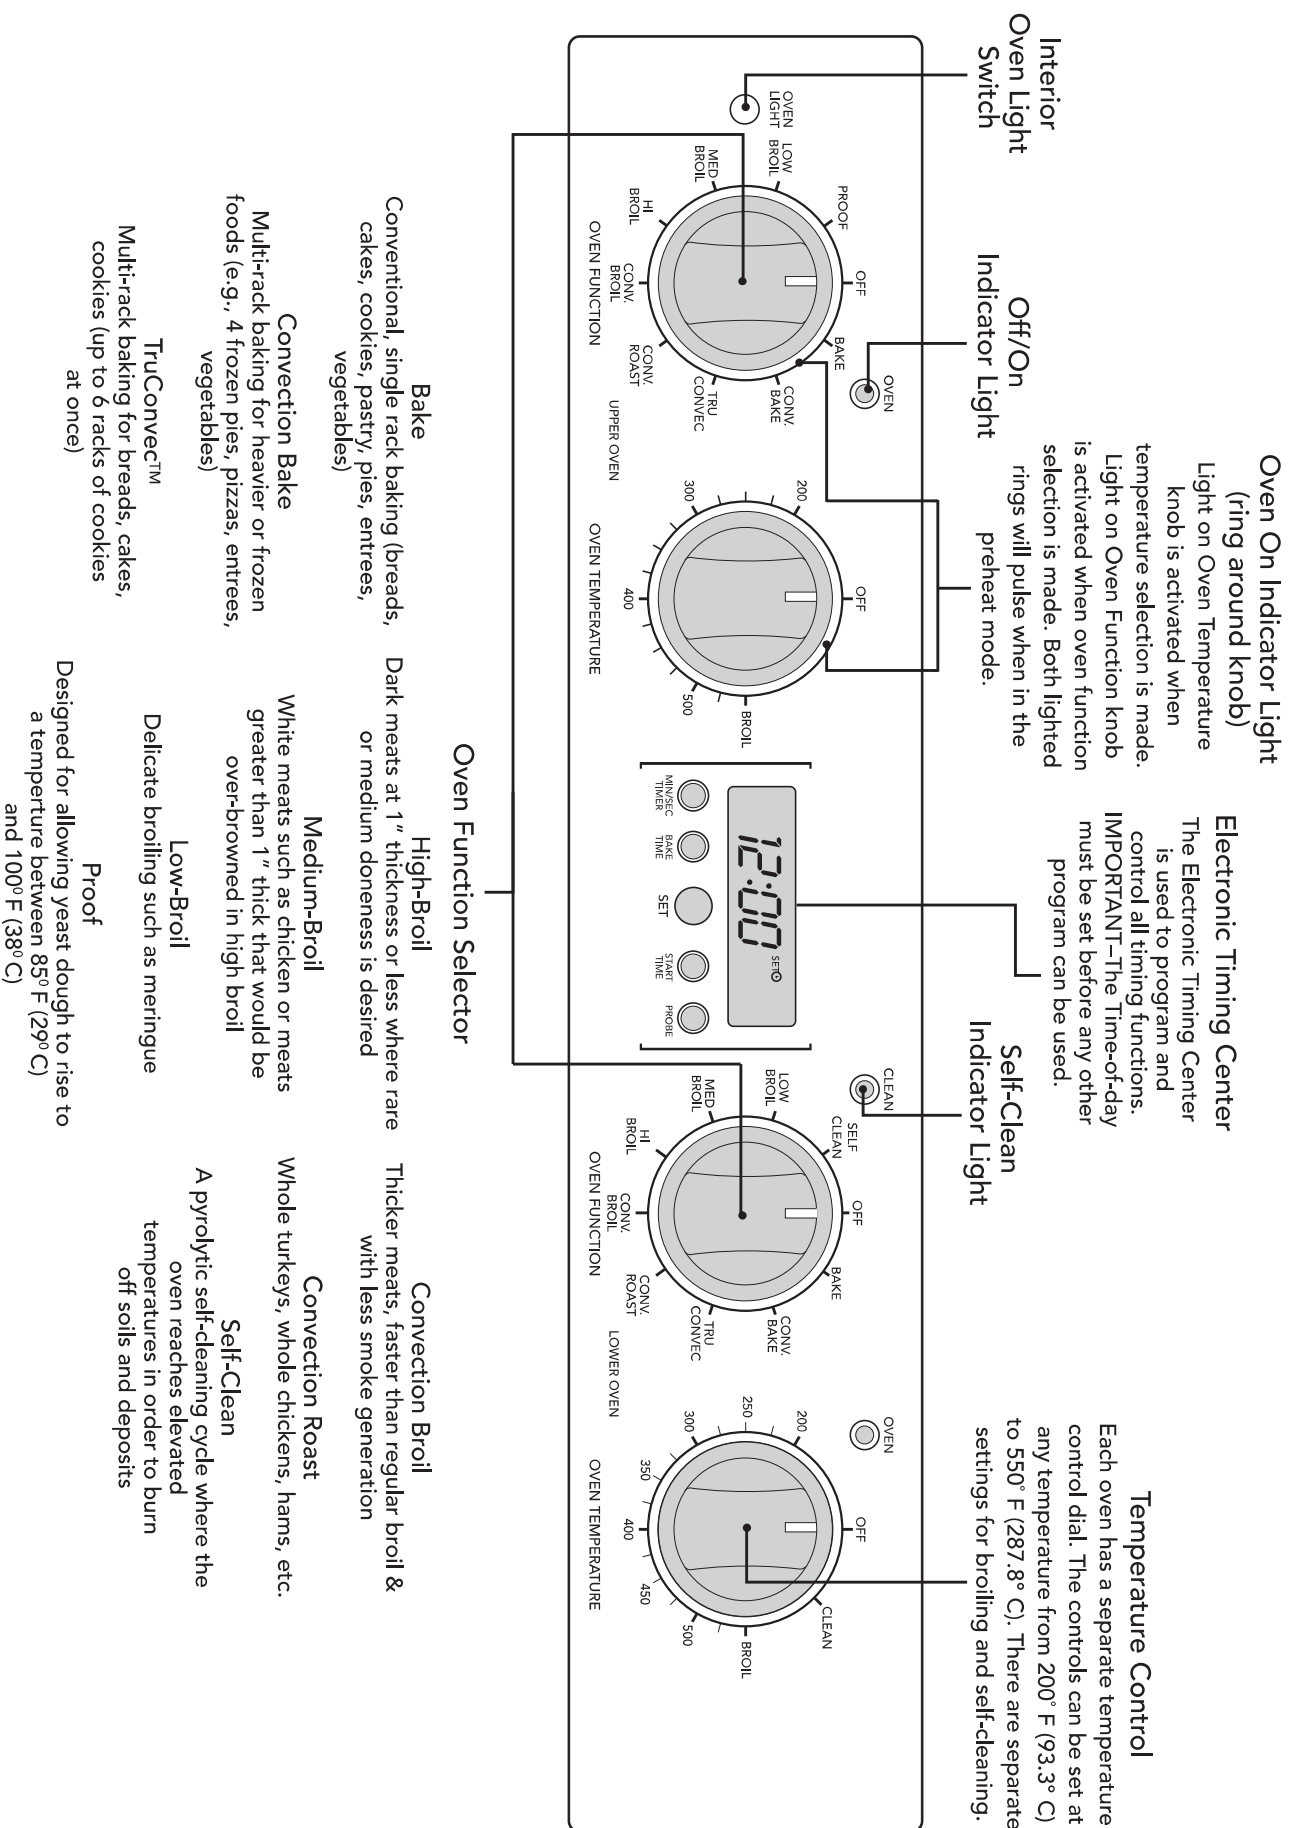 Interior
Oven Light
Switch
Off/On
Indicator Light
Oven On Indicator Light
(ring around knob)
Light on Oven Temperature
knob is activated when
temperature selection is made.
Light on Oven Function knob
is activated when oven function
selection is made. Both lighted
rings will pulse when in the
preheat mode.
Electronic Timing Center
The Electronic Timing Center
is used to program and
control all timing functions.
IMPORTANT–The Time-of-day
must be set before any other
program can be used.
Self-Clean
Indicator Light
Temperature Control
Each oven has a separate temperature
control dial. The controls can be set at
any temperature from 200° F (93.3° C)
to 550° F (287.8° C). There are separate
settings for broiling and self-cleaning.
OVEN
LIGHT
OFF
PROOF
LOW
BROIL
MED
BROIL
HI
BROIL
CONV.
BROIL
CONV.
ROAST
TRU
CONVEC
CONV.
BAKE
BAKE
OVEN FUNCTION
OVEN
UPPER OVEN
OFF
200
300
400
500
BROIL
OVEN TEMPERATURE
12:00
SET
MIN/SEC
TIMER
BAKE
TIME
SET
START
TIME
PROBE
CLEAN
OFF
SELF
CLEAN
LOW
BROIL
MED
BROIL
HI
BROIL
CONV.
BROIL
CONV.
ROAST
TRU
CONVEC
CONV.
BAKE
BAKE
OVEN FUNCTION
LOWER OVEN
OVEN
OFF
200
250
300
350
400
450
500
BROIL
CLEAN
OVEN TEMPERATURE
Oven Function Selector
Bake
Conventional, single rack baking (breads,
cakes, cookies, pastry, pies, entrees,
vegetables)
Convection Bake
Multi-rack baking for heavier or frozen
foods (e.g., 4 frozen pies, pizzas, entrees,
vegetables)
TruConvec™
Multi-rack baking for breads, cakes,
cookies (up to 6 racks of cookies
at once)
High-Broil
Dark meats at 1” thickness or less where rare
or medium doneness is desired
Medium-Broil
White meats such as chicken or meats
greater than 1” thick that would be
over-browned in high broil
Low-Broil
Delicate broiling such as meringue
Proof
Designed for allowing yeast dough to rise to
a temperture between 85⁰ F (29⁰ C)
and 100⁰ F (38⁰ C)
Convection Broil
Thicker meats, faster than regular broil &
with less smoke generation
Convection Roast
Whole turkeys, whole chickens, hams, etc.
Self-Clean
A pyrolytic self-cleaning cycle where the
oven reaches elevated
temperatures in order to burn
off soils and deposits